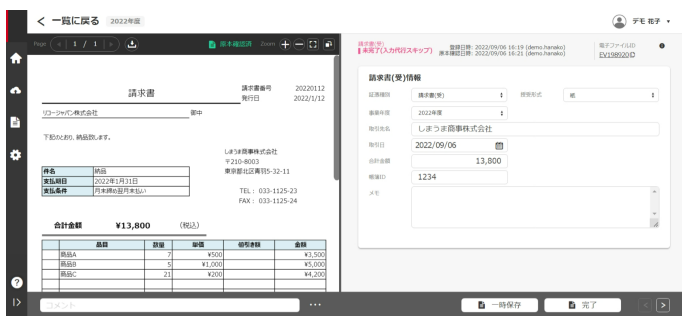 一覧に戻る 2022年度
デモ 花子
Page 1 / 1 原本確認済 Zoom
請求書(受)
未完了(入力代行スキップ) 登録日時: 2022/09/06 16:19 (demo.hanako)
原本確認日時: 2022/09/06 16:21 (demo.hanako)
電子ファイルID
EV198920
請求書
請求書番号 20220112
発行日 2022/1/12
リコージャパン株式会社 御中
下記のとおり、納品致します。
しまうま商事株式会社
〒210-8003
東京都北区青羽5-32-11
TEL: 033-1125-23
FAX: 033-1125-24
件名 納品
支払期日 2022年1月31日
支払条件 月末締め翌月末払い
合計金額 ¥13,800 (税込)
品目 数量 単価 値引き額 金額
商品A 7 ¥500 ¥3,500
商品B 5 ¥1,000 ¥5,000
商品C 21 ¥200 ¥4,200
請求書(受)情報
証憑種別 請求書(受) 授受形式 紙
事業年度 2022年度
取引先名 しまうま商事株式会社
取引日 2022/09/06
合計金額 13,800
帳簿ID 1234
メモ
コメント
一時保存
完了